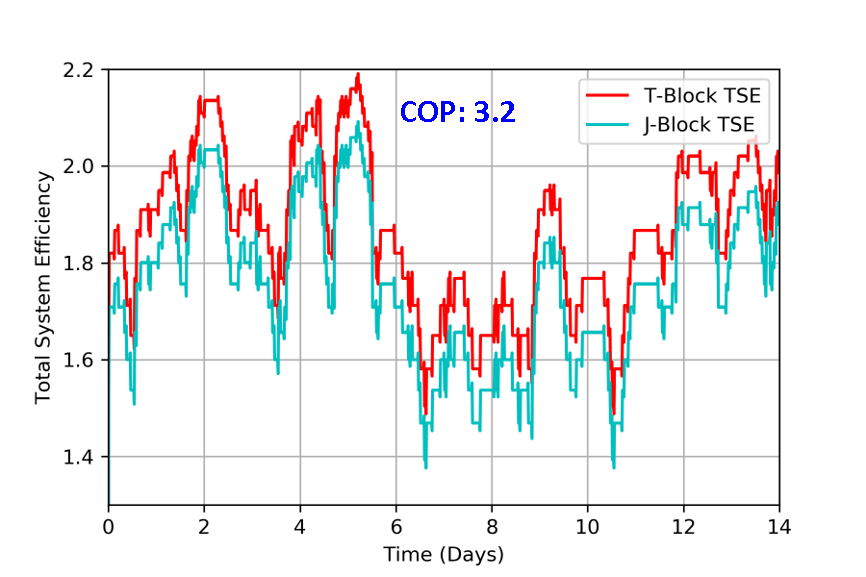 2.2
2.0
1.8
1.6
1.4
Total System Efficiency
COP: 3.2
T-Block TSE
J-Block TSE
0 2 4 6 8 10 12 14
Time (Days)